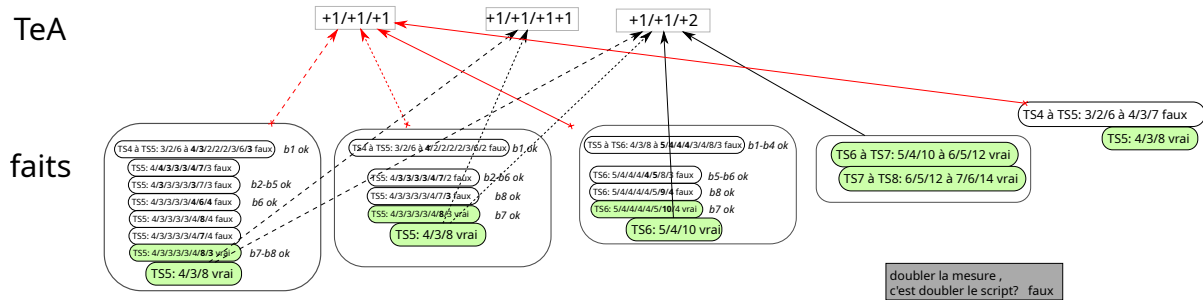 TeA
+1/+1/+1
+1/+1/+1+1
+1/+1/+2
faits
TS4 à TS5: 3/2/6 à 4/3/2/2/2/3/6/3 faux b1 ok
TS5: 4/4/3/3/3/4/7/3 faux
TS5: 4/3/3/3/3/3/7/3 faux b2-b5 ok
TS5: 4/3/3/3/3/4/6/4 faux b6 ok
TS5: 4/3/3/3/3/4/8/4 faux
TS5: 4/3/3/3/3/4/7/4 faux
TS5: 4/3/3/3/3/4/8/3 vrai b7-b8 ok
TS5: 4/3/8 vrai
TS4 à TS5: 3/2/6 à 4/2/2/2/2/3/6/2 faux b1 ok
TS5: 4/3/3/3/3/4/7/2 faux b2-b6 ok
TS5: 4/3/3/3/3/4/7/3 faux b8 ok
TS5: 4/3/3/3/3/4/8/3 vrai b7 ok
TS5: 4/3/8 vrai
TS5 à TS6: 4/3/8 à 5/4/4/4/3/4/8/3 faux b1-b4 ok
TS6: 5/4/4/4/4/5/8/3 faux b5-b6 ok
TS6: 5/4/4/4/4/5/9/4 faux b8 ok
TS6: 5/4/4/4/4/5/10/4 vrai b7 ok
TS6: 5/4/10 vrai
TS6 à TS7: 5/4/10 à 6/5/12 vrai
TS7 à TS8: 6/5/12 à 7/6/14 vrai
TS4 à TS5: 3/2/6 à 4/3/7 faux
TS5: 4/3/8 vrai
doubler la mesure ,
c'est doubler le script? faux